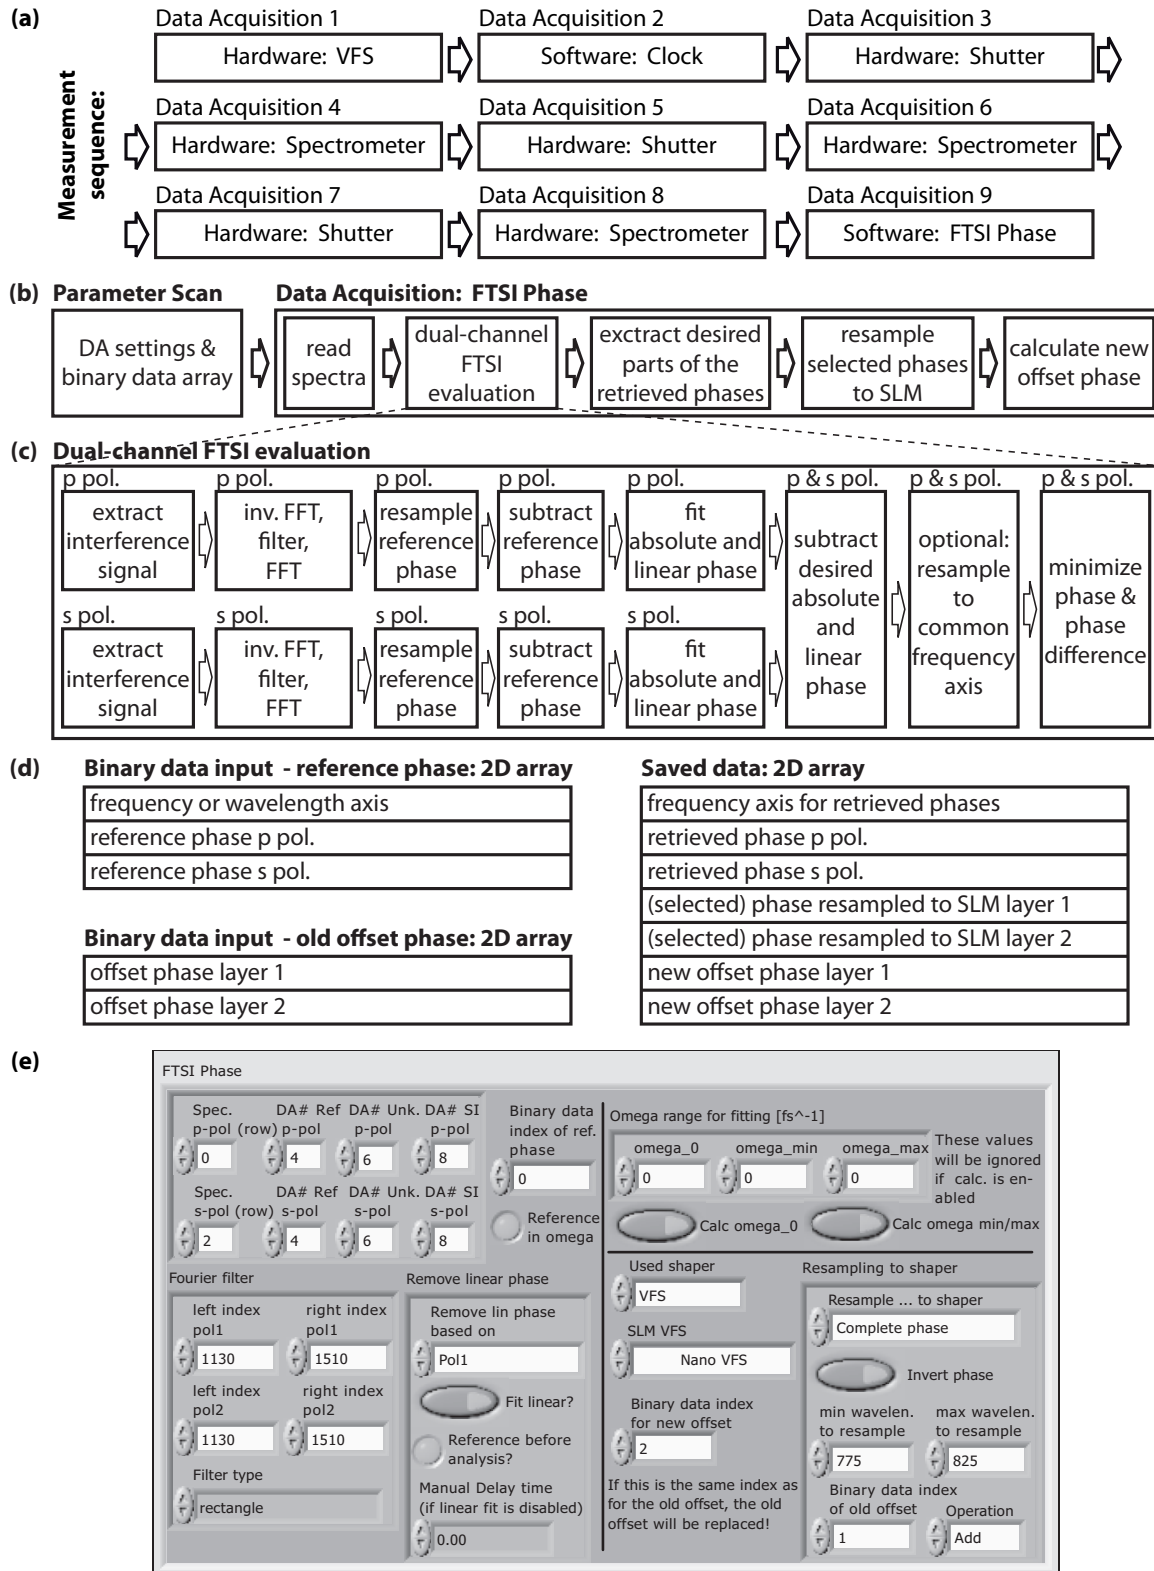 (a)
Measurement
sequence:
Data Acquisition 1
Hardware: VFS
Data Acquisition 2
Software: Clock
Data Acquisition 3
Hardware: Shutter
Data Acquisition 4
Hardware: Spectrometer
Data Acquisition 5
Hardware: Shutter
Data Acquisition 6
Hardware: Spectrometer
Data Acquisition 7
Hardware: Shutter
Data Acquisition 8
Hardware: Spectrometer
Data Acquisition 9
Software: FTSI Phase
(b) Parameter Scan
DA settings &
binary data array
Data Acquisition: FTSI Phase
read
spectra
dual-channel
FTSI
evaluation
exctract desired
parts of the
retrieved phases
resample
selected phases
to SLM
calculate new
offset phase
(c) Dual-channel FTSI evaluation
p pol.
extract
interference
signal
p pol.
inv. FFT,
filter,
FFT
p pol.
resample
reference
phase
p pol.
subtract
reference
phase
p pol.
fit
absolute and
linear phase
s pol.
extract
interference
signal
s pol.
inv. FFT,
filter,
FFT
s pol.
resample
reference
phase
s pol.
subtract
reference
phase
s pol.
fit
absolute and
linear phase
p & s pol.
subtract
desired
absolute
and
linear
phase
p & s pol.
optional:
resample
to
common
frequency
axis
p & s pol.
minimize
phase &
phase
difference
(d)
Binary data input - reference phase: 2D array
frequency or wavelength axis
reference phase p pol.
reference phase s pol.
Binary data input - old offset phase: 2D array
offset phase layer 1
offset phase layer 2
Saved data: 2D array
frequency axis for retrieved phases
retrieved phase p pol.
retrieved phase s pol.
(selected) phase resampled to SLM layer 1
(selected) phase resampled to SLM layer 2
new offset phase layer 1
new offset phase layer 2
(e)
FTSI Phase
Spec. DA# Ref DA# Unk. DA# SI
p-pol (row) p-pol p-pol p-pol
0 4 6 8
Spec. DA# Ref DA# Unk. DA# SI
s-pol (row) s-pol s-pol s-pol
2 4 6 8
Binary data
index of ref.
phase
0
Reference
in omega
Fourier filter
left index right index
pol1 pol1
1130 1510
left index right index
pol2 pol2
1130 1510
Filter type
rectangle
Remove linear phase
Remove lin phase
based on
Pol1
Fit linear?
Reference before
analysis?
Manual Delay time
(if linear fit is disabled)
0.00
Omega range for fitting [fs^-1]
omega_0 omega_min omega_max
0 0 0
These values
will be ignored
if calc. is en-
abled
Calc omega_0 Calc omega min/max
Used shaper
VFS
SLM VFS
Nano VFS
Binary data index
for new offset
2
If this is the same index as
for the old offset, the old
offset will be replaced!
Resampling to shaper
Resample ... to shaper
Complete phase
Invert phase
min wavelen. max wavelen.
to resample to resample
775 825
Binary data index
of old offset Operation
1 Add